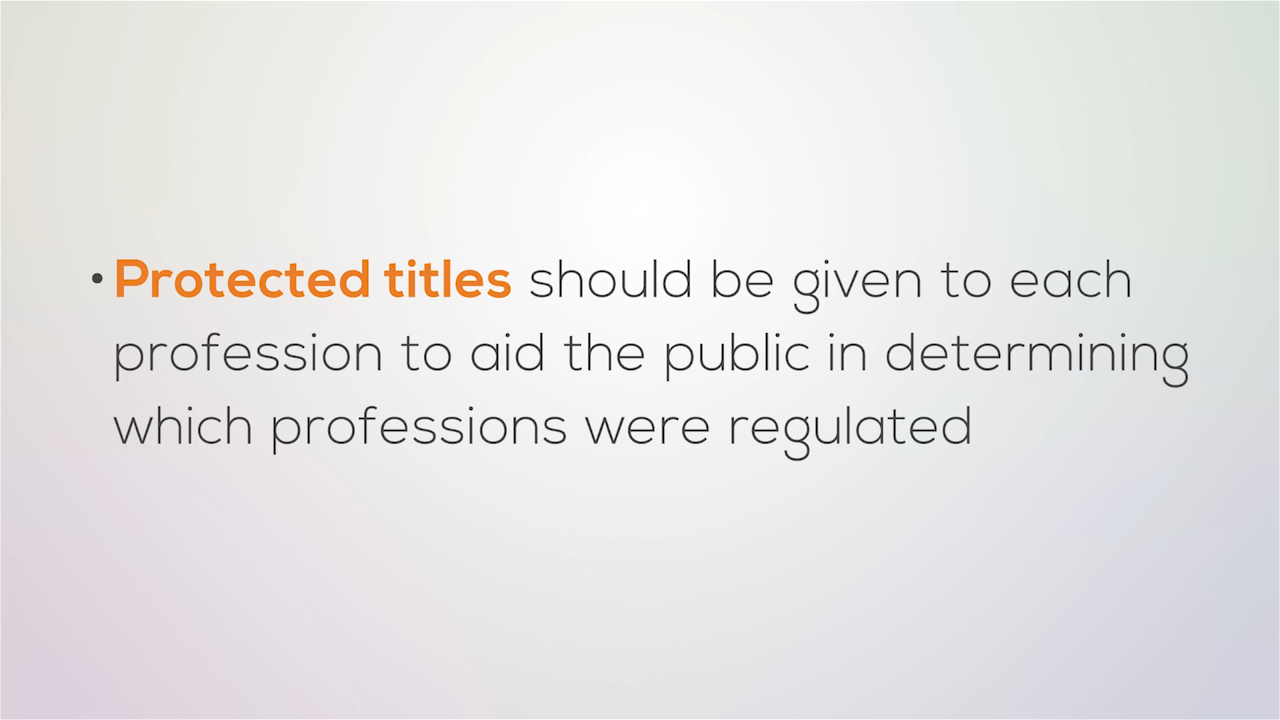 • Protected titles should be given to each
profession to aid the public in determining
which professions were regulated